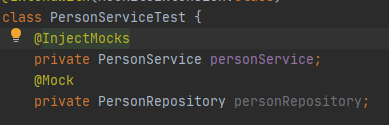 class PersonServiceTest {
@InjectMocks
private PersonService personService;
@Mock
private PersonRepository personRepository;